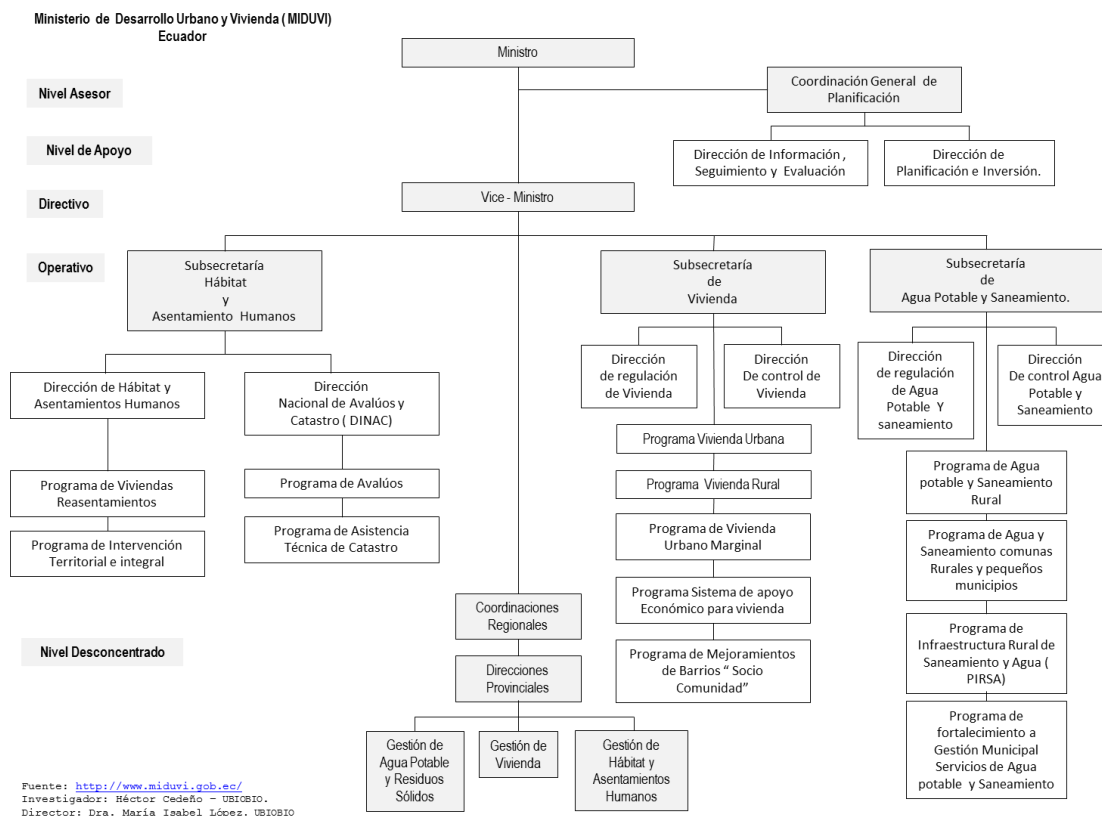 Ministerio de Desarrollo Urbano y Vivienda ( MIDUVI)
Ecuador
Ministro
Nivel Asesor
Coordinación General de
Planificación
Nivel de Apoyo
Dirección de Información ,
Seguimiento y Evaluación
Dirección de
Planificación e Inversión.
Directivo
Vice - Ministro
Operativo
Subsecretaría
Hábitat
y
Asentamiento Humanos
Subsecretaría
de
Vivienda
Subsecretaría
de
Agua Potable y Saneamiento.
Dirección de Hábitat y
Asentamientos Humanos
Dirección
Nacional de Avalúos y
Catastro ( DINAC)
Dirección
de regulación
de Vivienda
Dirección
De control de
Vivienda
Dirección
de regulación
de Agua
Potable Y
saneamiento
Dirección
De control Agua
Potable y
Saneamiento
Programa de Viviendas
Reasentamientos
Programa de Intervención
Territorial e integral
Programa de Avalúos
Programa de Asistencia
Técnica de Catastro
Programa Vivienda Urbana
Programa Vivienda Rural
Programa de Vivienda
Urbano Marginal
Programa Sistema de apoyo
Económico para vivienda
Programa de Mejoramientos
de Barrios “ Socio
Comunidad”
Programa de Agua
potable y Saneamiento
Rural
Programa de Agua y
Saneamiento comunas
Rurales y pequeños
municipios
Programa de
Infraestructura Rural de
Saneamiento y Agua (
PIRSA)
Programa de
fortalecimiento a
Gestión Municipal
Servicios de Agua
potable y Saneamiento
Nivel Desconcentrado
Coordinaciones
Regionales
Direcciones
Provinciales
Gestión de
Agua Potable
y Residuos
Sólidos
Gestión de
Vivienda
Gestión de
Hábitat y
Asentamientos
Humanos
Fuente: http://www.miduvi.gob.ec/
Investigador: Héctor Cedeño – UBIOBIO.
Director: Dra. María Isabel López. UBIOBIO